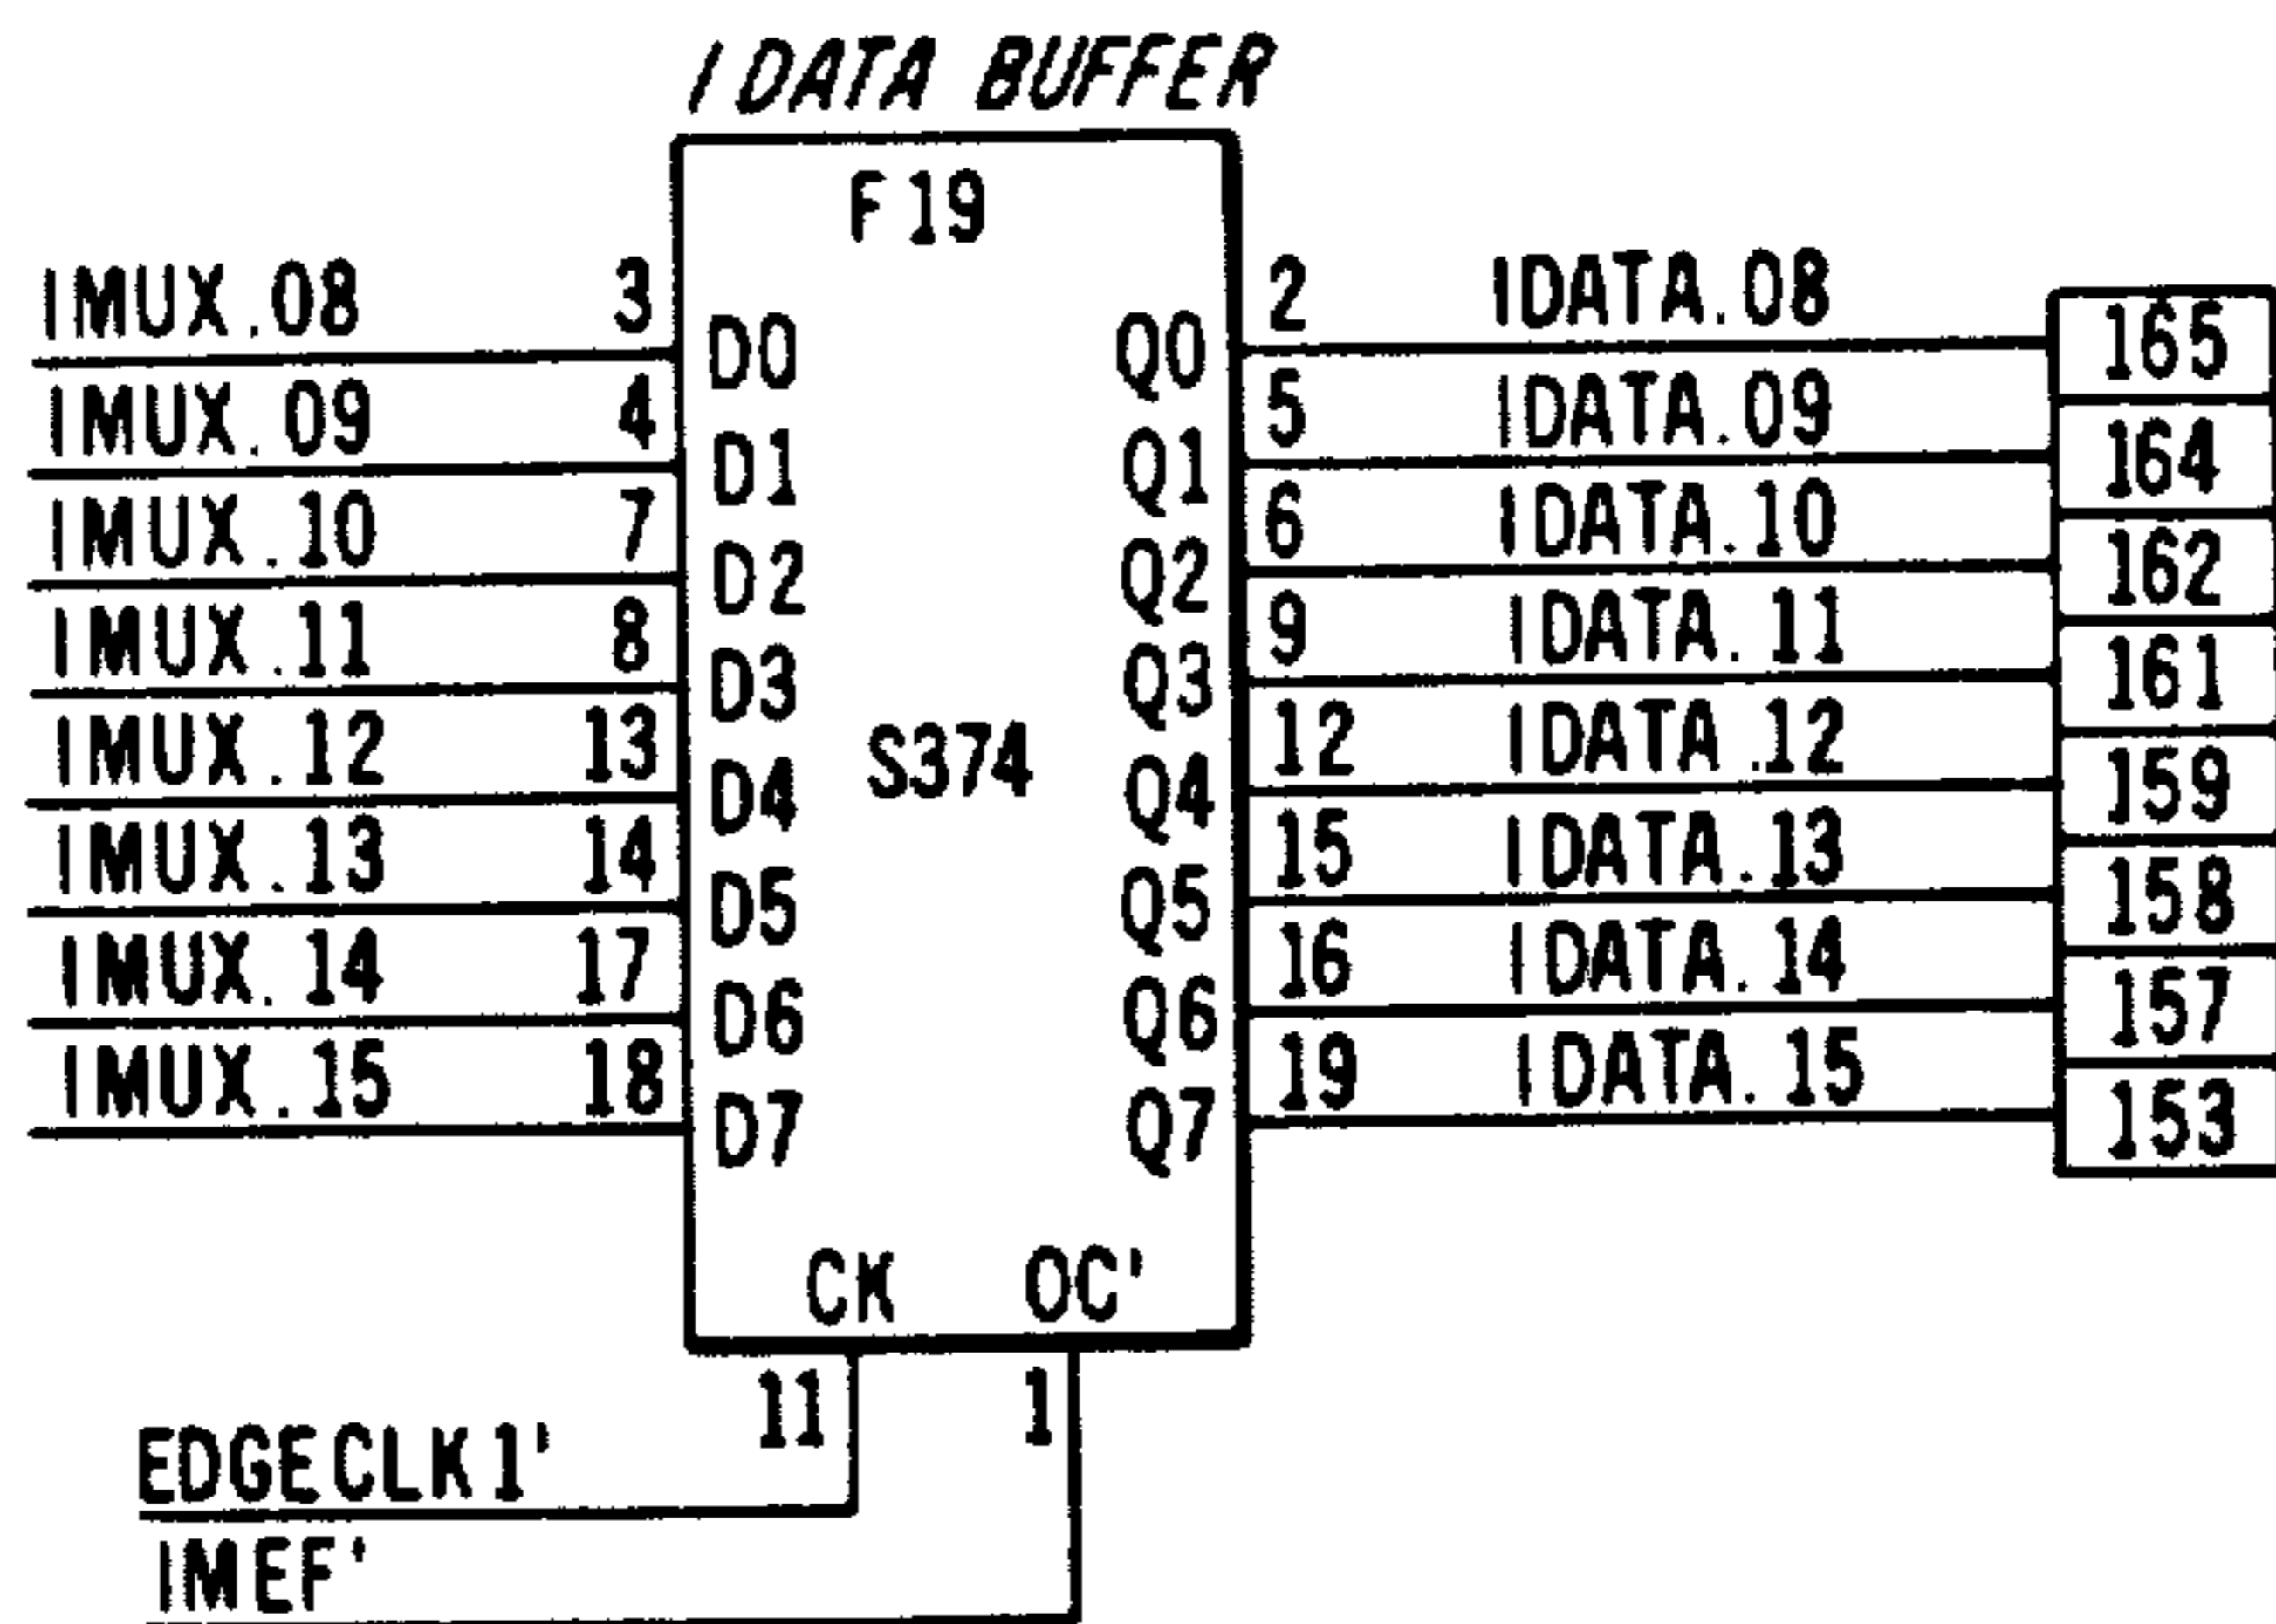 I DATA BUFFER
F19
IMUX.08 3 D0 Q0 2 IDATA.08 165
IMUX.09 4 D1 Q1 5 IDATA.09 164
IMUX.10 7 D2 Q2 6 IDATA.10 162
IMUX.11 8 D3 Q3 9 IDATA.11 161
S374
IMUX.12 13 D4 Q4 12 IDATA.12 159
IMUX.13 14 D5 Q5 15 IDATA.13 158
IMUX.14 17 D6 Q6 16 IDATA.14 157
IMUX.15 18 D7 Q7 19 IDATA.15 153
CK OC'
11 1
EDGECLK1'
IMEF'